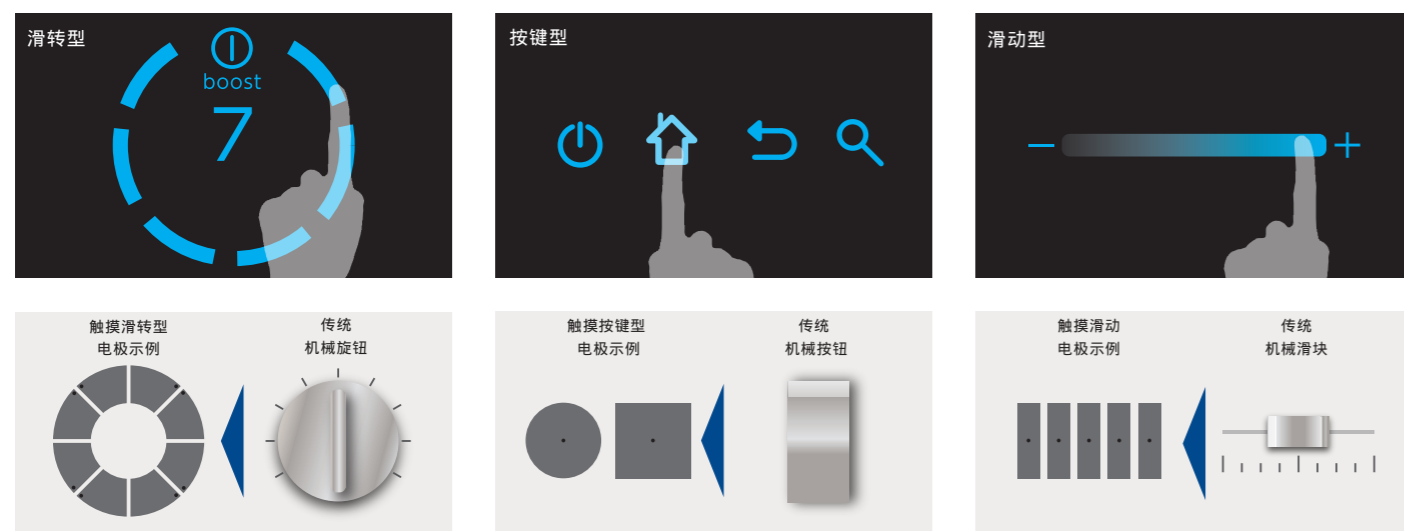 滑转型
boost
7
按键型
滑动型
触摸滑转型
电极示例
传统
机械旋钮
触摸按键型
电极示例
传统
机械按钮
触摸滑动
电极示例
传统
机械滑块